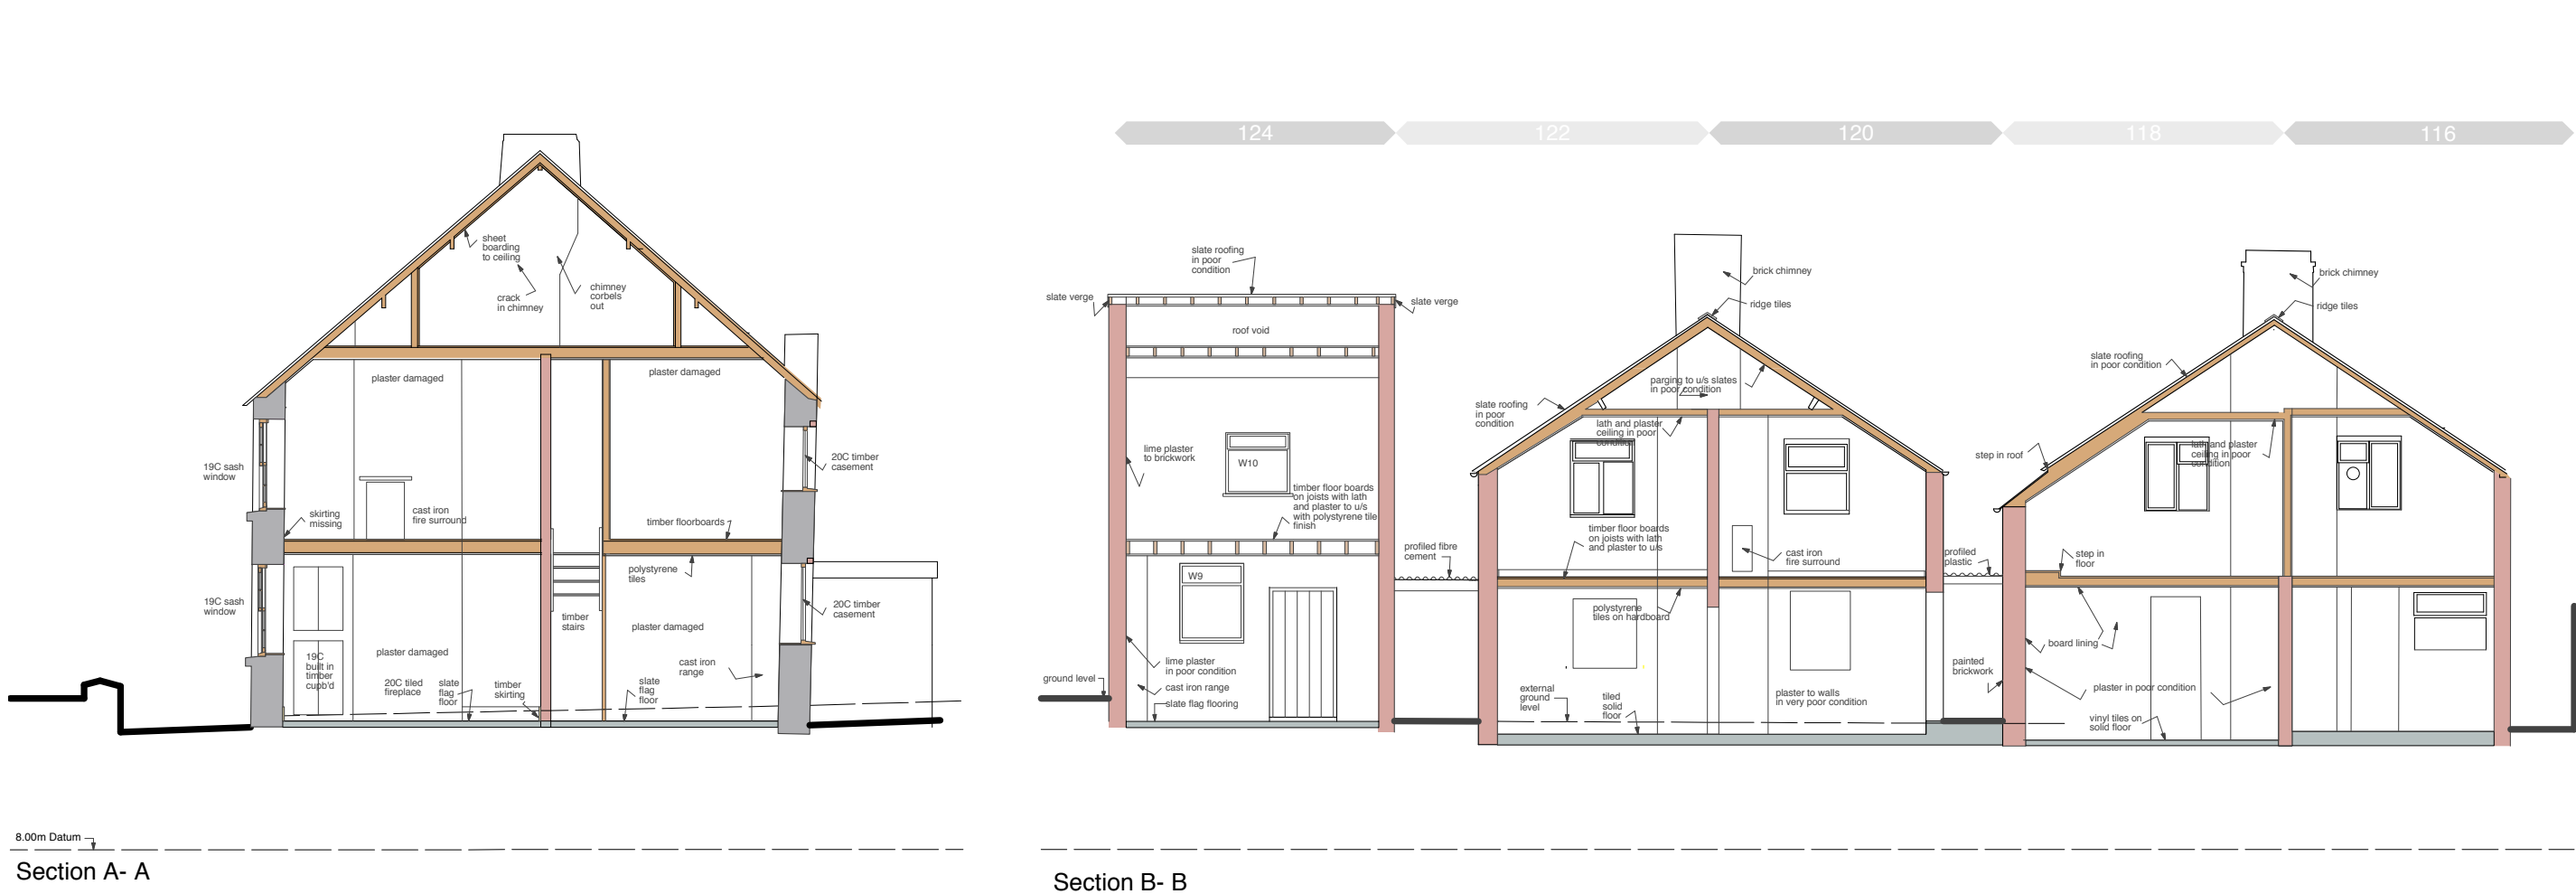 124
122
120
118
116
sheet
boarding
to ceiling
crack
in chimney
chimney
corbels
out
plaster damaged
plaster damaged
19C sash
window
20C timber
casement
skirting
missing
cast iron
fire surround
timber floorboards
polystyrene
tiles
19C sash
window
20C timber
casement
timber
stairs
plaster damaged
plaster damaged
19C
built in
timber
cupb'd
20C tiled
fireplace
slate
flag
floor
timber
skirting
slate
flag
floor
cast iron
range
8.00m Datum
Section A- A
slate roofing
in poor
condition
slate verge
slate verge
roof void
lime plaster
to brickwork
W10
timber floor boards
on joists with lath
and plaster to u/s
with polystyrene tile
finish
W9
lime plaster
in poor condition
cast iron range
slate flag flooring
ground level
profiled fibre
cement
brick chimney
ridge tiles
parging to u/s slates
in poor condition
slate roofing
in poor
condition
lath and plaster
ceiling in poor
condition
timber floor boards
on joists with lath
and plaster to u/s
cast iron
fire surround
polystyrene
tiles on hardboard
external
ground
level
tiled
solid
floor
plaster to walls
in very poor condition
profiled
plastic
painted
brickwork
brick chimney
ridge tiles
slate roofing
in poor condition
step in roof
lath and plaster
ceiling in poor
condition
step in
floor
board lining
plaster in poor condition
vinyl tiles on
solid floor
Section B- B